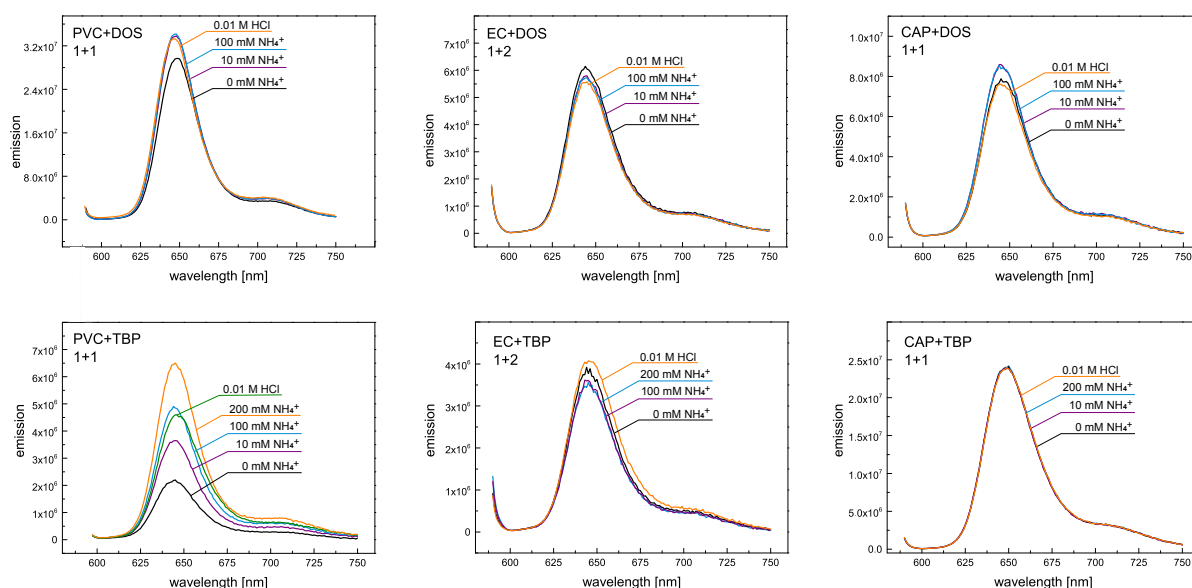 PVC+DOS
1+1
0.01 M HCl
100 mM NH₄⁺
10 mM NH₄⁺
0 mM NH₄⁺
3.2x10⁷
2.4x10⁷
1.6x10⁷
8.0x10⁶
0.0
emission
600 625 650 675 700 725 750
wavelength [nm]
EC+DOS
1+2
0.01 M HCl
100 mM NH₄⁺
10 mM NH₄⁺
0 mM NH₄⁺
7x10⁶
6x10⁶
5x10⁶
4x10⁶
3x10⁶
2x10⁶
1x10⁶
0
emission
600 625 650 675 700 725 750
wavelength [nm]
CAP+DOS
1+1
0.01 M HCl
100 mM NH₄⁺
10 mM NH₄⁺
0 mM NH₄⁺
1.0x10⁷
8.0x10⁶
6.0x10⁶
4.0x10⁶
2.0x10⁶
0.0
emission
600 625 650 675 700 725 750
wavelength [nm]
PVC+TBP
1+1
0.01 M HCl
200 mM NH₄⁺
100 mM NH₄⁺
10 mM NH₄⁺
0 mM NH₄⁺
7x10⁶
6x10⁶
5x10⁶
4x10⁶
3x10⁶
2x10⁶
1x10⁶
0
emission
600 625 650 675 700 725 750
wavelength [nm]
EC+TBP
1+2
0.01 M HCl
200 mM NH₄⁺
100 mM NH₄⁺
0 mM NH₄⁺
4x10⁶
3x10⁶
2x10⁶
1x10⁶
0
emission
600 625 650 675 700 725 750
wavelength [nm]
CAP+TBP
1+1
0.01 M HCl
200 mM NH₄⁺
10 mM NH₄⁺
0 mM NH₄⁺
2.5x10⁷
2.0x10⁷
1.5x10⁷
1.0x10⁷
5.0x10⁶
0.0
emission
600 625 650 675 700 725 750
wavelength [nm]